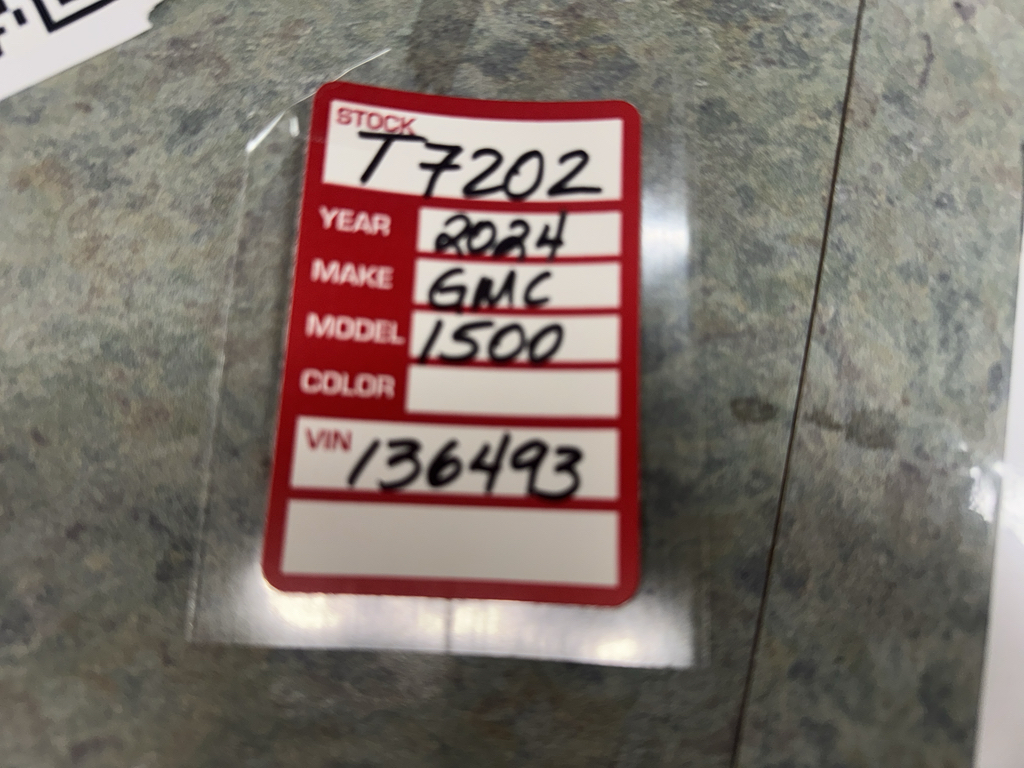 STOCK
T7202
YEAR 2024
MAKE GMC
MODEL 1500
COLOR
VIN 136493